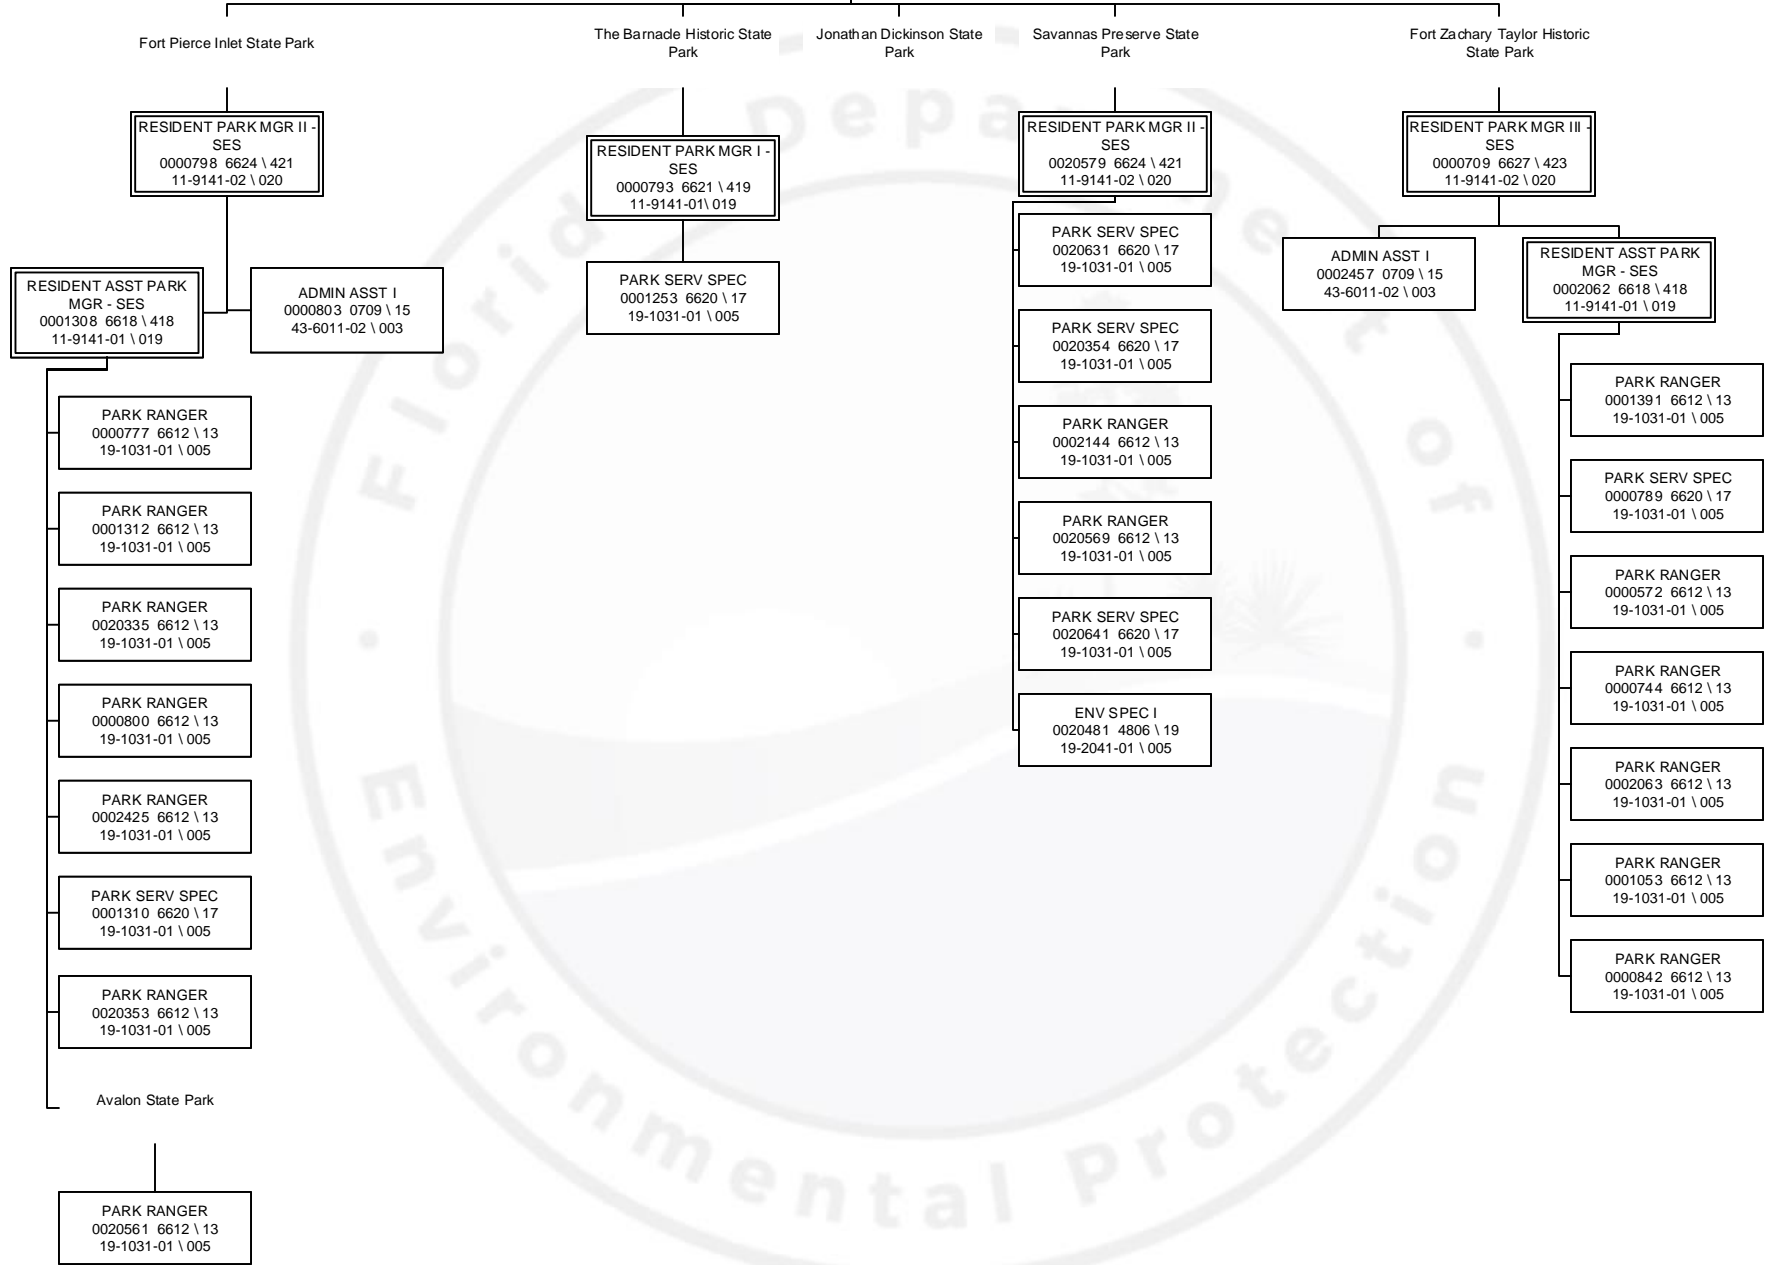 Fort Pierce Inlet State Park
RESIDENT PARK MGR II -
SES
0000798 6624 \ 421
11-9141-02 \ 020
RESIDENT ASST PARK
MGR - SES
0001308 6618 \ 418
11-9141-01 \ 019
ADMIN ASST I
0000803 0709 \ 15
43-6011-02 \ 003
PARK RANGER
0000777 6612 \ 13
19-1031-01 \ 005
PARK RANGER
0001312 6612 \ 13
19-1031-01 \ 005
PARK RANGER
0020335 6612 \ 13
19-1031-01 \ 005
PARK RANGER
0000800 6612 \ 13
19-1031-01 \ 005
PARK RANGER
0002425 6612 \ 13
19-1031-01 \ 005
PARK SERV SPEC
0001310 6620 \ 17
19-1031-01 \ 005
PARK RANGER
0020353 6612 \ 13
19-1031-01 \ 005
Avalon State Park
PARK RANGER
0020561 6612 \ 13
19-1031-01 \ 005
The Barnacle Historic State
Park
RESIDENT PARK MGR I -
SES
0000793 6621 \ 419
11-9141-01\ 019
PARK SERV SPEC
0001253 6620 \ 17
19-1031-01 \ 005
Jonathan Dickinson State
Park
Savannas Preserve State
Park
RESIDENT PARK MGR II -
SES
0020579 6624 \ 421
11-9141-02 \ 020
PARK SERV SPEC
0020631 6620 \ 17
19-1031-01 \ 005
PARK SERV SPEC
0020354 6620 \ 17
19-1031-01 \ 005
PARK RANGER
0002144 6612 \ 13
19-1031-01 \ 005
PARK RANGER
0020569 6612 \ 13
19-1031-01 \ 005
PARK SERV SPEC
0020641 6620 \ 17
19-1031-01 \ 005
ENV SPEC I
0020481 4806 \ 19
19-2041-01 \ 005
Fort Zachary Taylor Historic
State Park
RESIDENT PARK MGR III -
SES
0000709 6627 \ 423
11-9141-02 \ 020
ADMIN ASST I
0002457 0709 \ 15
43-6011-02 \ 003
RESIDENT ASST PARK
MGR - SES
0002062 6618 \ 418
11-9141-01 \ 019
PARK RANGER
0001391 6612 \ 13
19-1031-01 \ 005
PARK SERV SPEC
0000789 6620 \ 17
19-1031-01 \ 005
PARK RANGER
0000572 6612 \ 13
19-1031-01 \ 005
PARK RANGER
0000744 6612 \ 13
19-1031-01 \ 005
PARK RANGER
0002063 6612 \ 13
19-1031-01 \ 005
PARK RANGER
0001053 6612 \ 13
19-1031-01 \ 005
PARK RANGER
0000842 6612 \ 13
19-1031-01 \ 005
Florida Department of
Environmental Protection